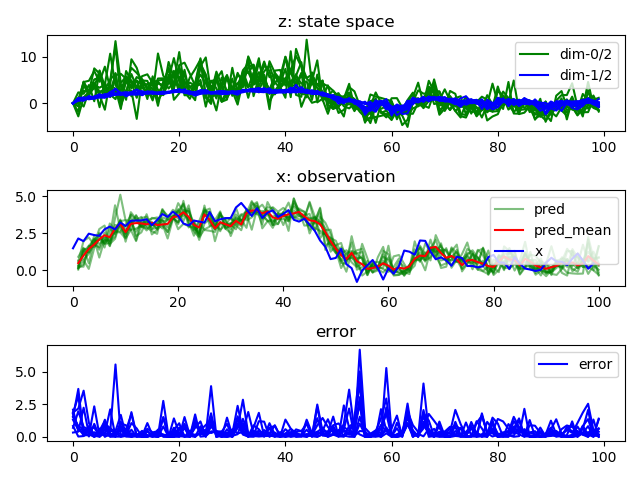 z: state space
10
0
dim-0/2
dim-1/2
0 20 40 60 80 100
x: observation
5.0
2.5
0.0
pred
pred_mean
x
0 20 40 60 80 100
error
5.0
2.5
0.0
error
0 20 40 60 80 100